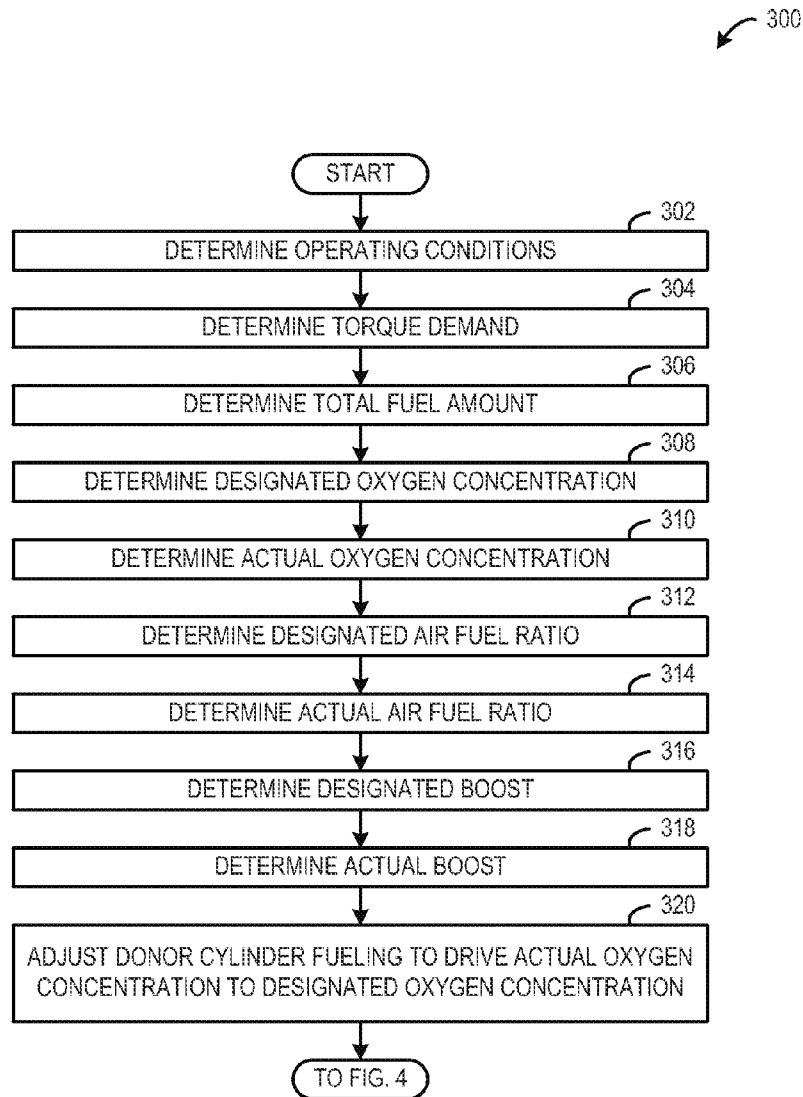 300
START
302
DETERMINE OPERATING CONDITIONS
304
DETERMINE TORQUE DEMAND
306
DETERMINE TOTAL FUEL AMOUNT
308
DETERMINE DESIGNATED OXYGEN CONCENTRATION
310
DETERMINE ACTUAL OXYGEN CONCENTRATION
312
DETERMINE DESIGNATED AIR FUEL RATIO
314
DETERMINE ACTUAL AIR FUEL RATIO
316
DETERMINE DESIGNATED BOOST
318
DETERMINE ACTUAL BOOST
320
ADJUST DONOR CYLINDER FUELING TO DRIVE ACTUAL OXYGEN
CONCENTRATION TO DESIGNATED OXYGEN CONCENTRATION
TO FIG. 4